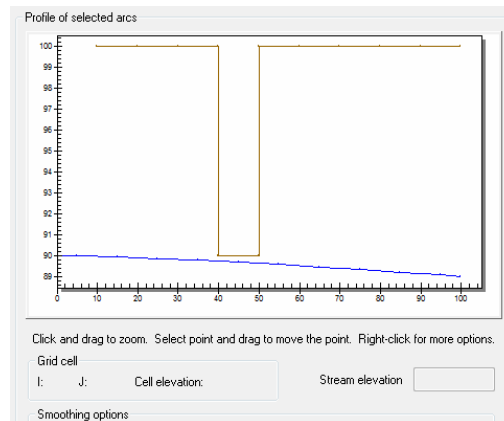 Profile of selected arcs
100
99
98
97
96
95
94
93
92
91
90
89
0 10 20 30 40 50 60 70 80 90 100
Click and drag to zoom. Select point and drag to move the point. Right-click for more options.
Grid cell
I: J: Cell elevation: Stream elevation
Smoothing options